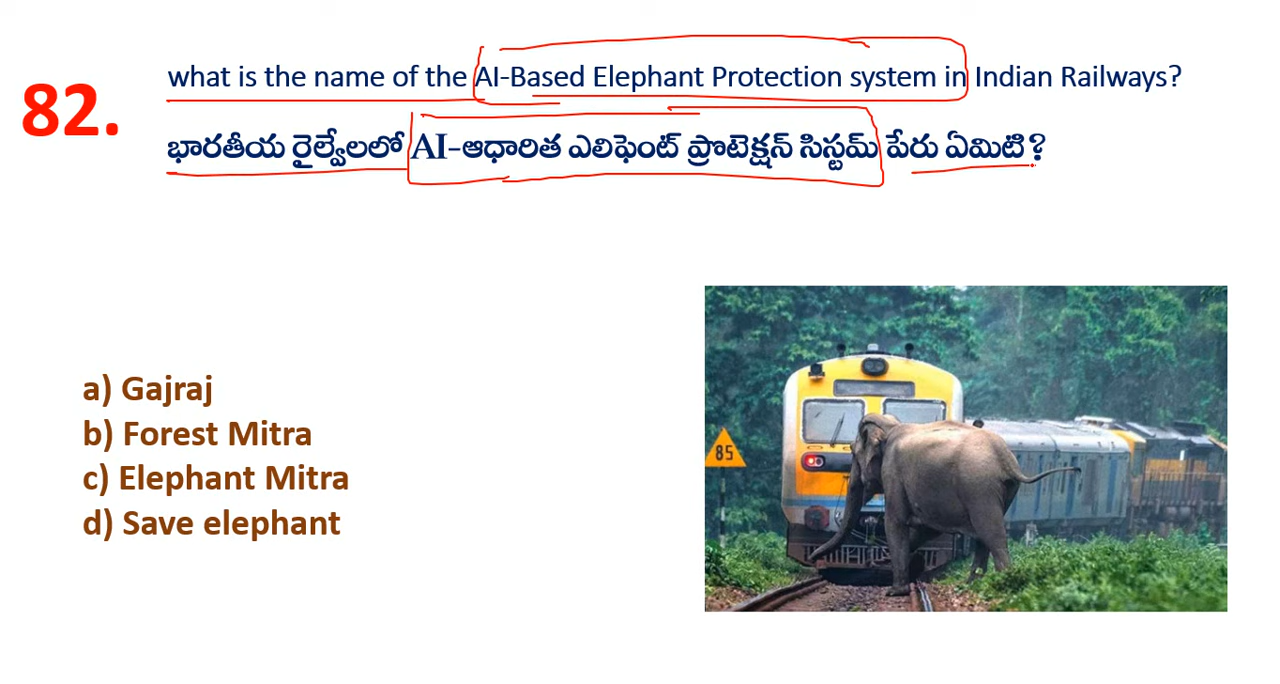 82.
what is the name of the AI-Based Elephant Protection system in Indian Railways?
భారతీయ రైల్వేలలో AI-ఆధారిత ఎలిఫెంట్ ప్రొటెక్షన్ సిస్టమ్ పేరు ఏమిటి?
a) Gajraj
b) Forest Mitra
c) Elephant Mitra
d) Save elephant
85